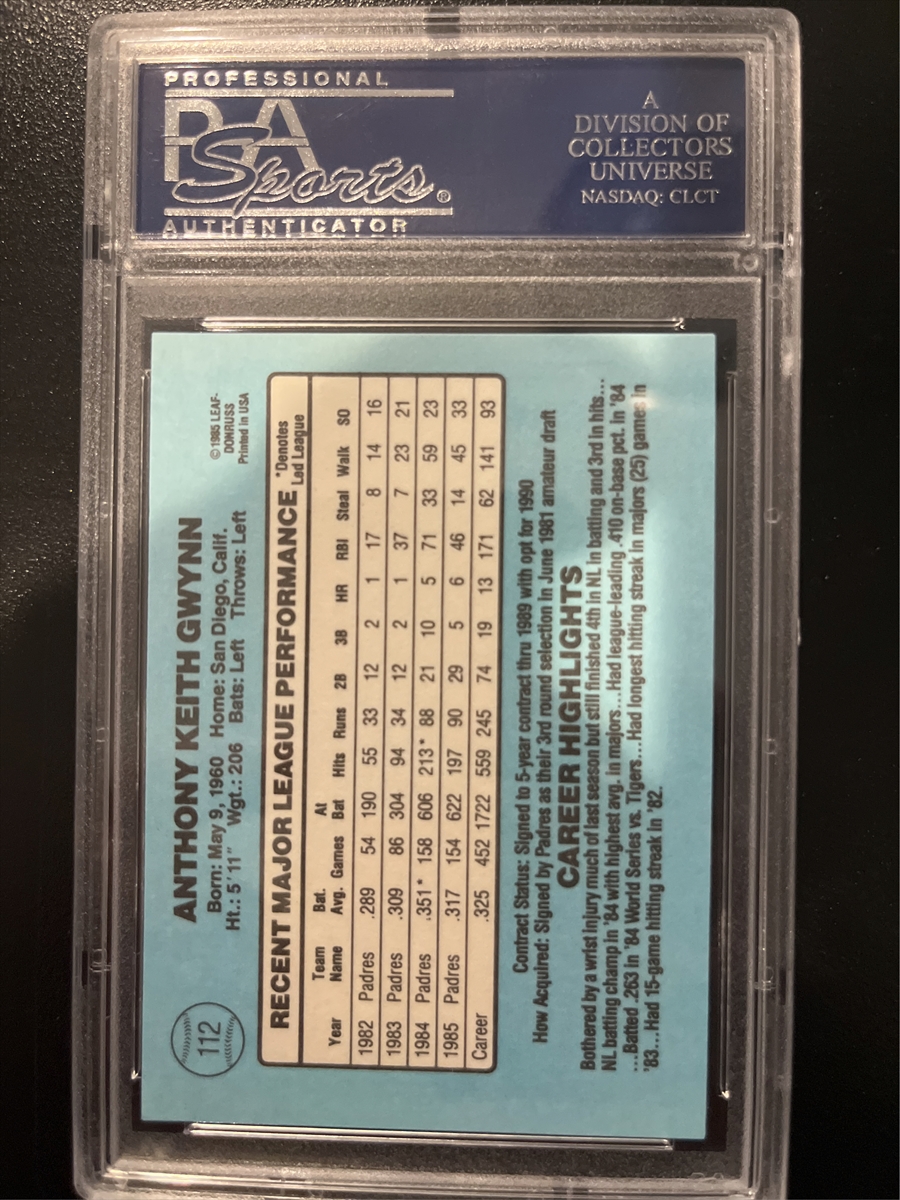 PROFESSIONAL
PSA
Sports®
AUTHENTICATOR
A
DIVISION OF
COLLECTORS
UNIVERSE
NASDAQ: CLCT
112
ANTHONY KEITH GWYNN
Born: May 9, 1960 Home: San Diego, Calif.
Ht.: 5'11" Wgt.: 206 Bats: Left Throws: Left
©1985 LEAF-
DONRUSS
Printed in USA
RECENT MAJOR LEAGUE PERFORMANCE *Denotes Led League
Year Team Name Bat. Avg. Games At Bat Hits Runs 2B 3B HR RBI Steal Walk SO
1982 Padres .289 54 190 55 33 12 2 1 17 8 14 16
1983 Padres .309 86 304 94 34 12 2 1 37 7 23 21
1984 Padres .351* 158 606 213* 88 21 10 5 71 33 59 23
1985 Padres .317 154 622 197 90 29 5 6 46 14 45 33
Career .325 452 1722 559 245 74 19 13 171 62 141 93
Contract Status: Signed to 5-year contract thru 1989 with opt for 1990
How Acquired: Signed by Padres as their 3rd round selection in June 1981 amateur draft
CAREER HIGHLIGHTS
Bothered by a wrist injury much of last season but still finished 4th in NL in batting and 3rd in hits...
NL batting champ in '84 with highest avg. in majors...Had league-leading .410 on-base pct. in '84
...Batted .263 in '84 World Series vs. Tigers...Had longest hitting streak in majors (25) games in
'83...Had 15-game hitting streak in '82.